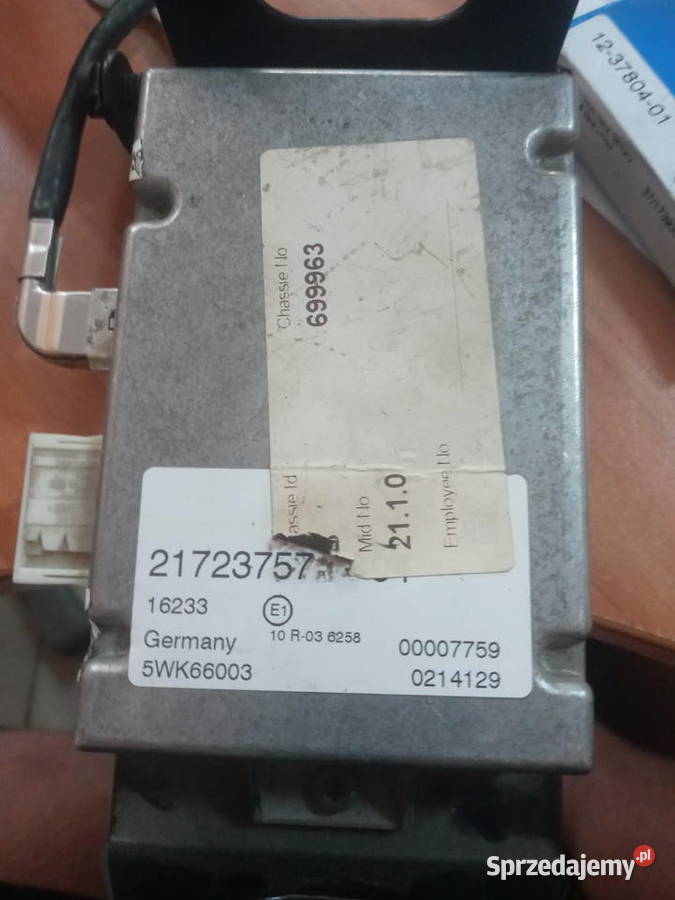 12-37804-01
Chassie No
699963
assie Id
Mid No
21.1.0
Employee No
21723757
16233
E1
10 R-03 6258
Germany
00007759
5WK66003
0214129
Sprzedajemy.pl